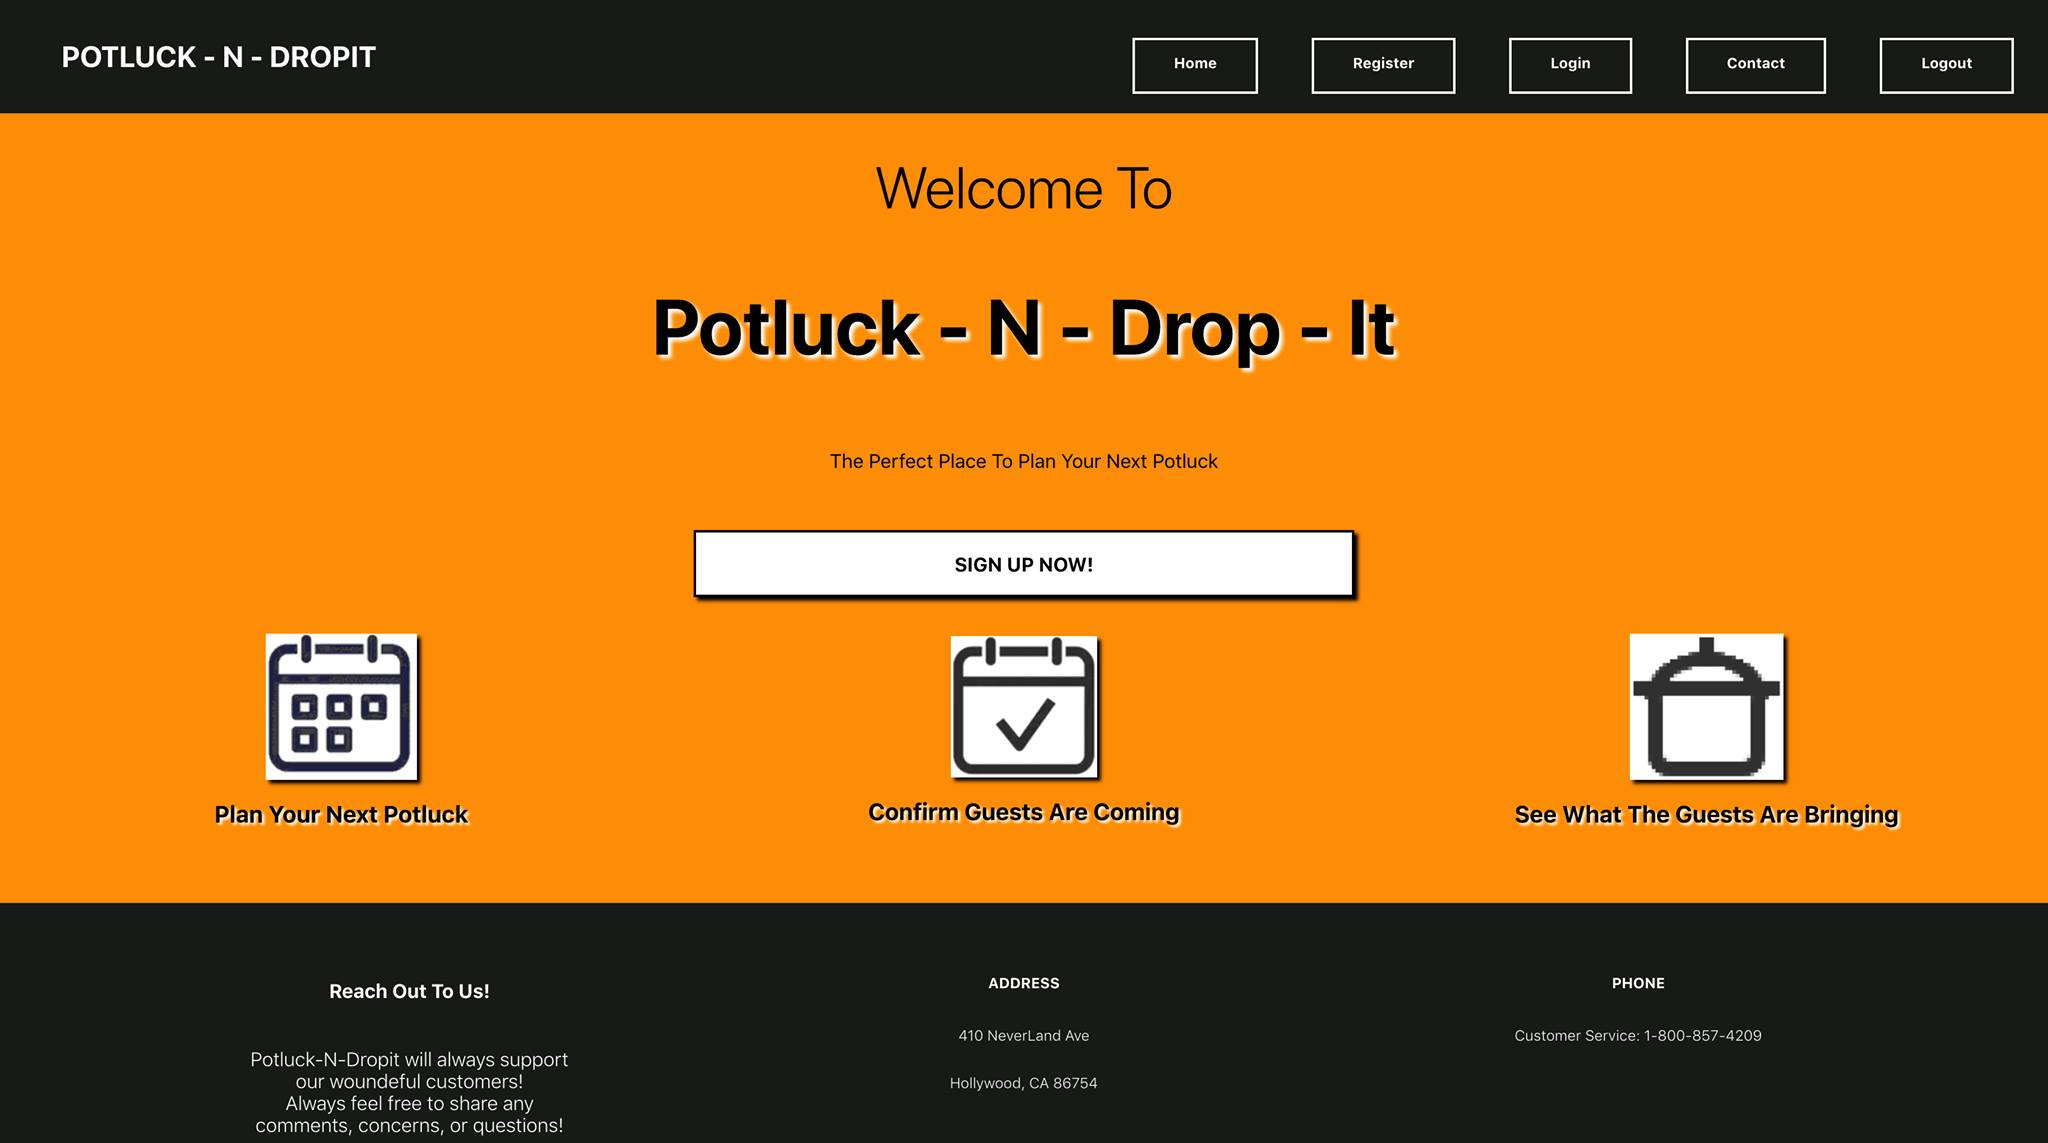 POTLUCK - N - DROPIT
Home
Register
Login
Contact
Logout
Welcome To
Potluck - N - Drop - It
The Perfect Place To Plan Your Next Potluck
SIGN UP NOW!
Plan Your Next Potluck
Confirm Guests Are Coming
See What The Guests Are Bringing
Reach Out To Us!
Potluck-N-Dropit will always support
our woundeful customers!
Always feel free to share any
comments, concerns, or questions!
ADDRESS
410 NeverLand Ave
Hollywood, CA 86754
PHONE
Customer Service: 1-800-857-4209